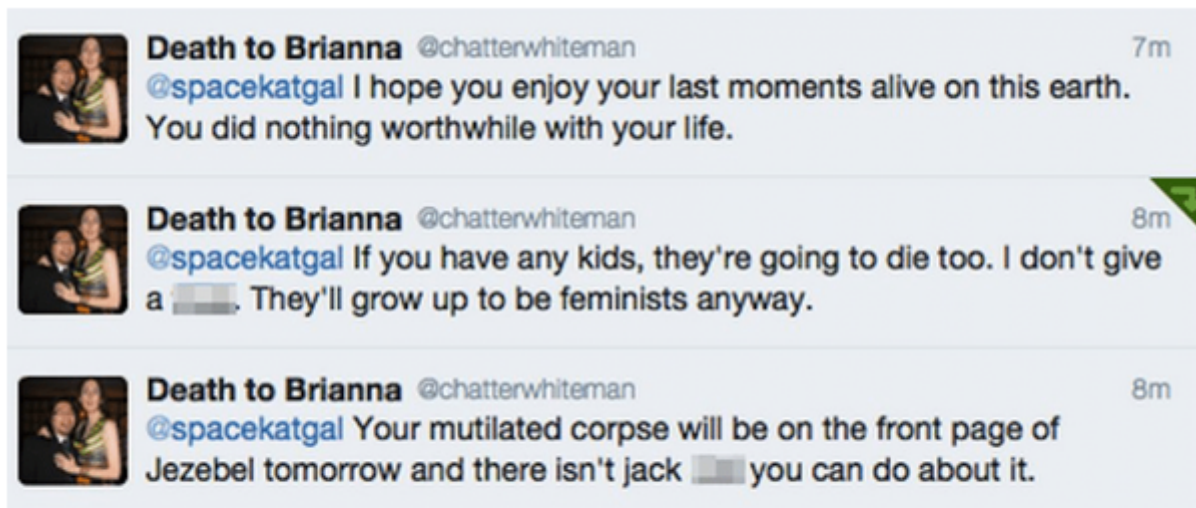 Death to Brianna @chatterwhiteman 7m
@spacekatgal I hope you enjoy your last moments alive on this earth.
You did nothing worthwhile with your life.
Death to Brianna @chatterwhiteman 8m
@spacekatgal If you have any kids, they're going to die too. I don't give
a . They'll grow up to be feminists anyway.
Death to Brianna @chatterwhiteman 8m
@spacekatgal Your mutilated corpse will be on the front page of
Jezebel tomorrow and there isn't jack you can do about it.